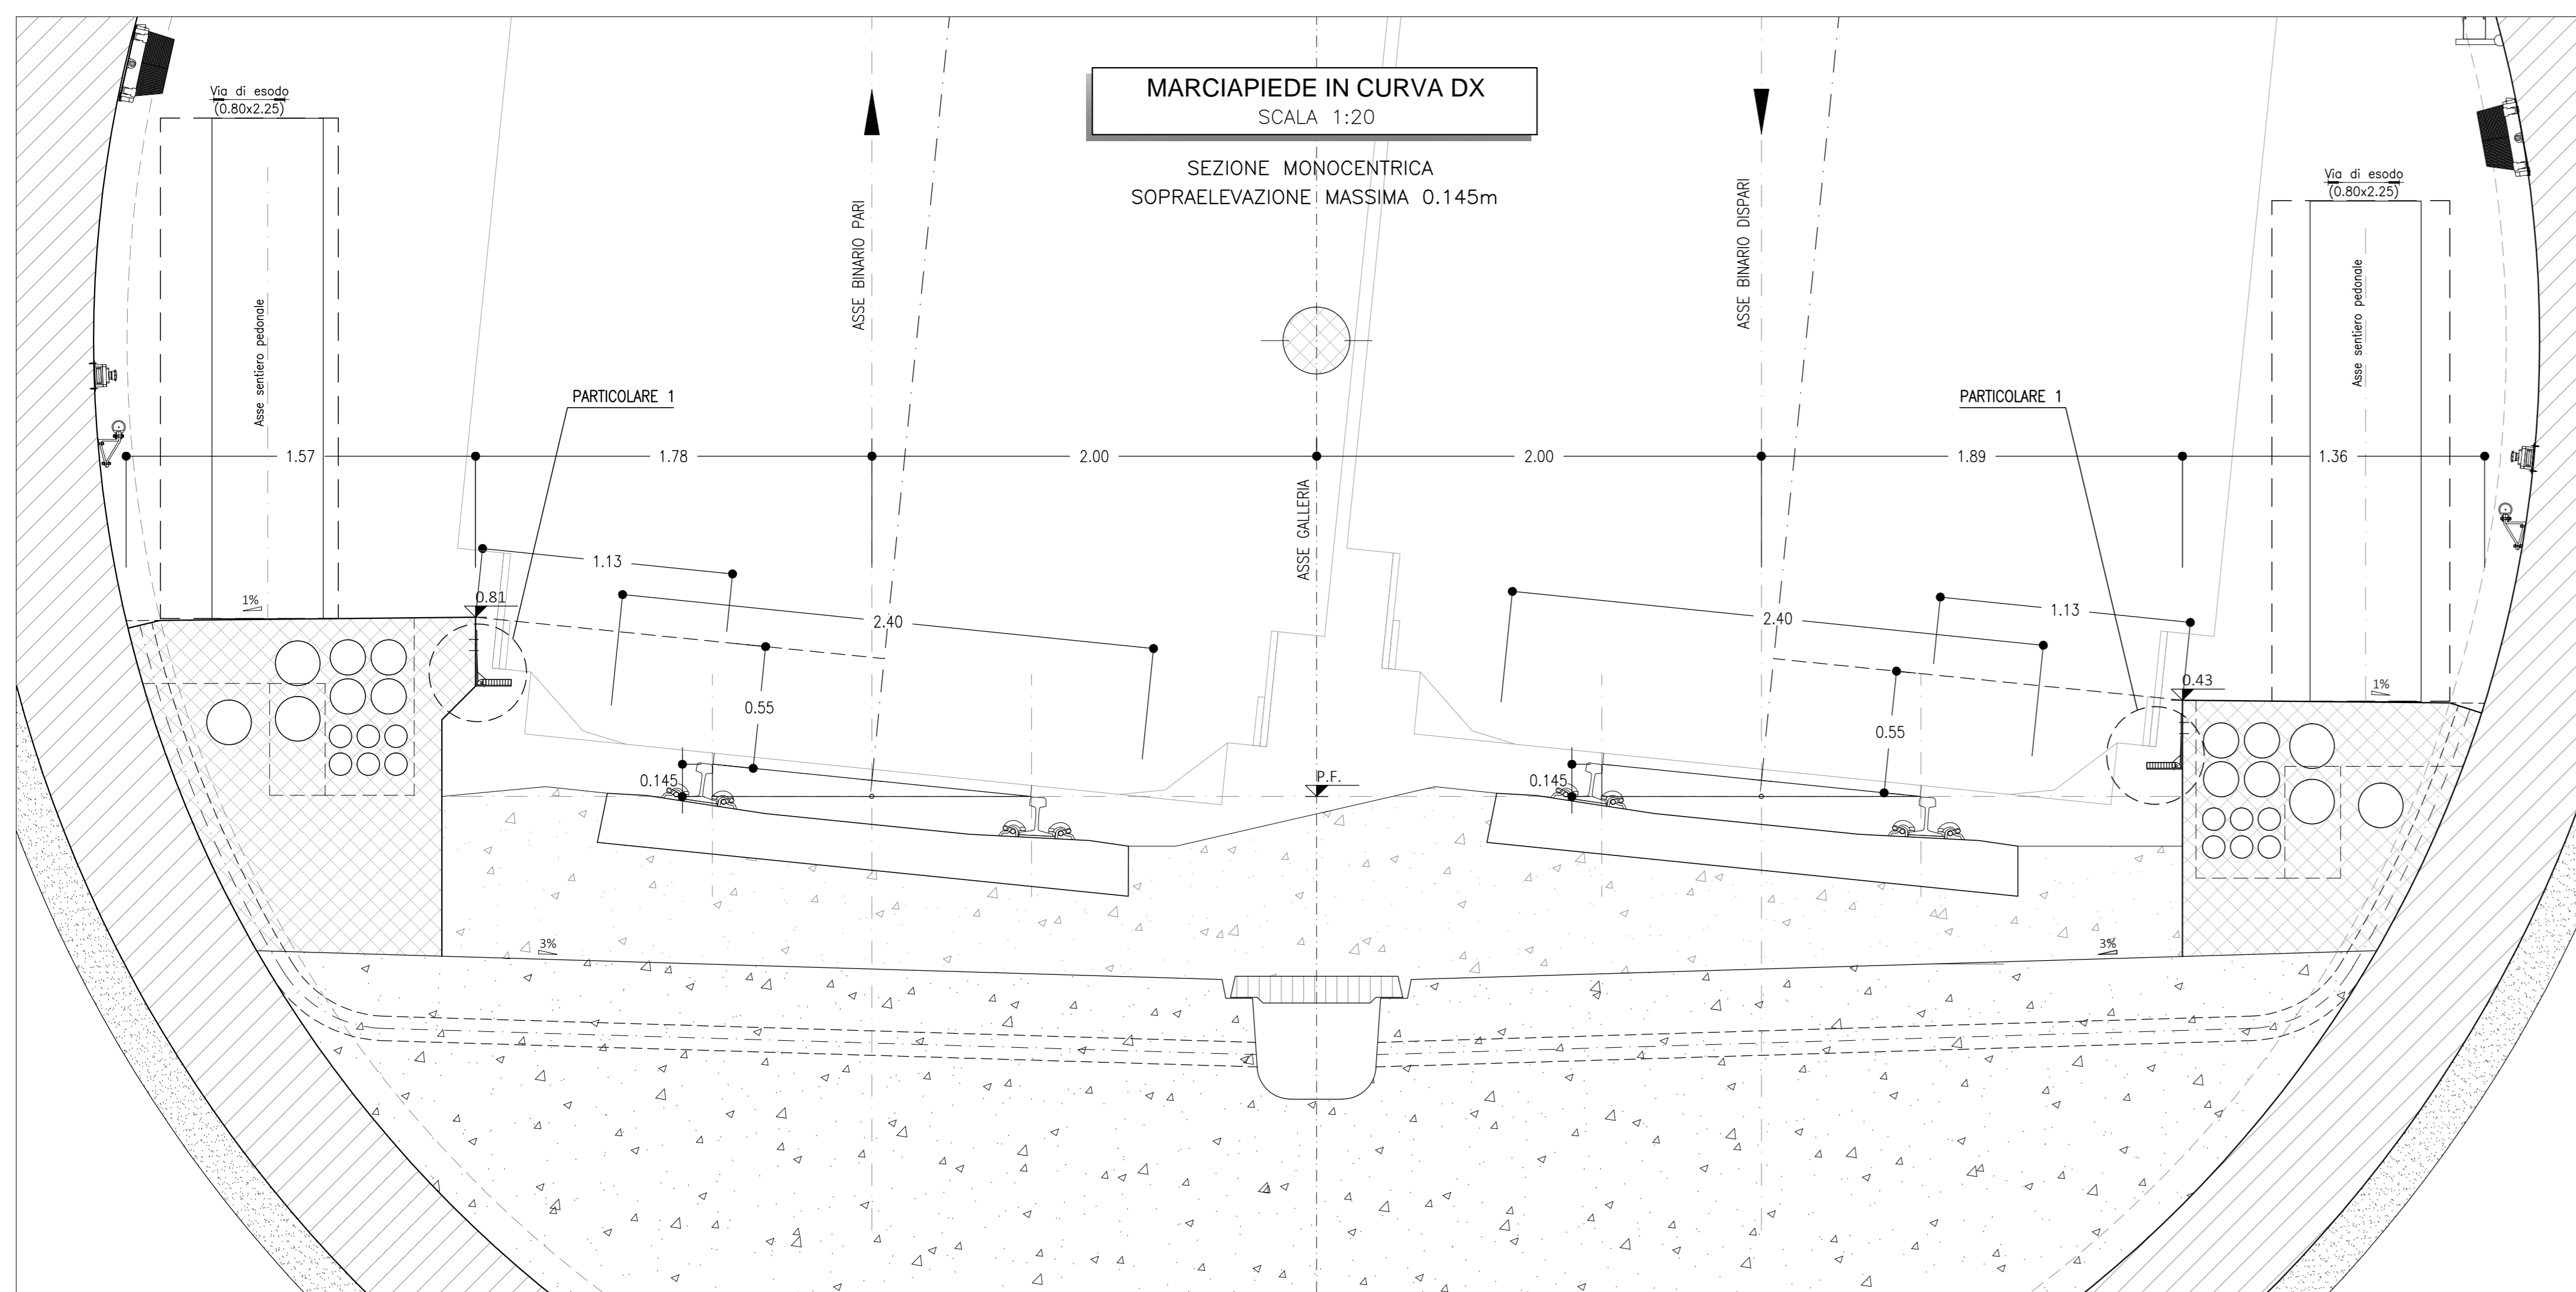 MARCIAPIEDE IN CURVA DX
SCALA 1:20
SEZIONE MONOCENTRICA
SOPRAELEVAZIONE MASSIMA 0.145m
Via di esodo
(0.80x2.25)
Asse sentiero pedonale
ASSE BINARIO PARI
ASSE BINARIO DISPARI
Via di esodo
(0.80x2.25)
Asse sentiero pedonale
PARTICOLARE 1
PARTICOLARE 1
1.57
1.78
2.00
2.00
1.89
1.36
ASSE GALLERIA
1.13
2.40
2.40
1.13
1%
0.81
0.55
0.55
0.43
1%
0.145
P.F.
0.145
3%
3%